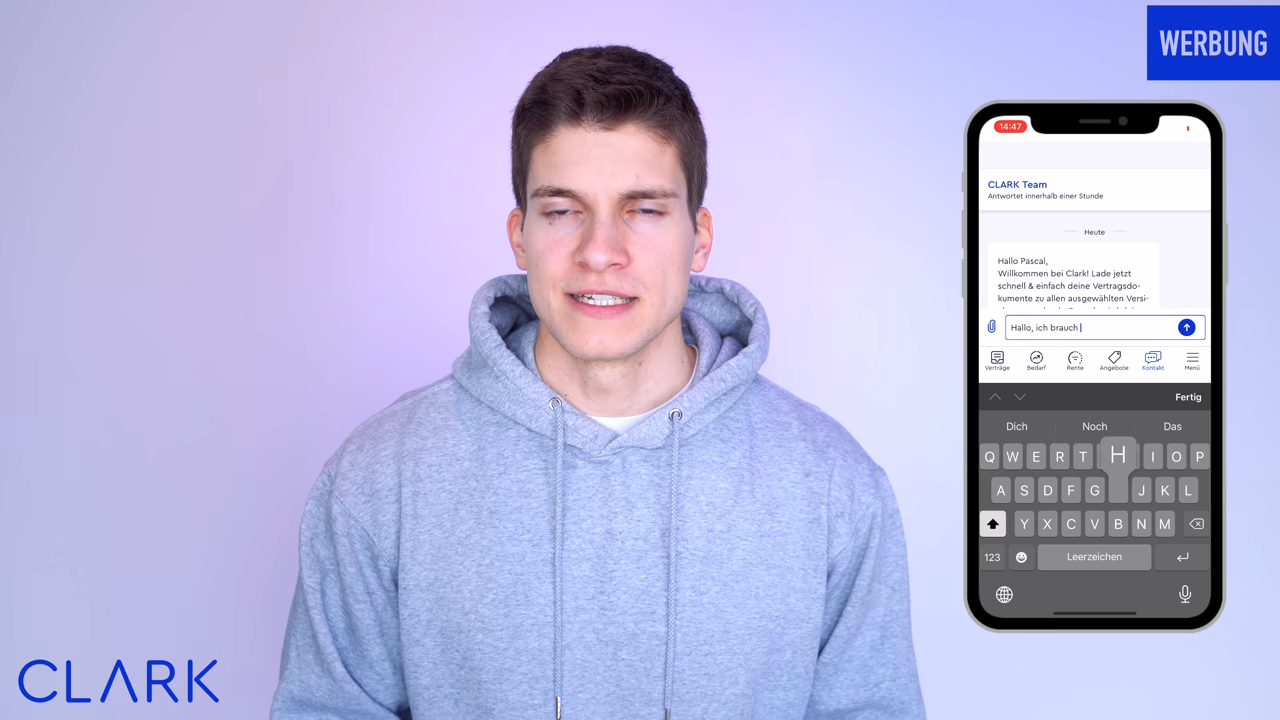 WERBUNG
14:47
CLARK Team
Antwortet innerhalb einer Stunde
Heute
Hallo Pascal,
Willkommen bei Clark! Lade jetzt
schnell & einfach deine Vertragsdo-
kumente zu allen ausgewählten Versi-
Hallo, ich brauch
Verträge Bedarf Rente Angebote Kontakt Menü
Fertig
Dich Noch Das
Q W E R T H I O P
A S D F G J K L
Y X C V B N M
123 Leerzeichen
CLARK